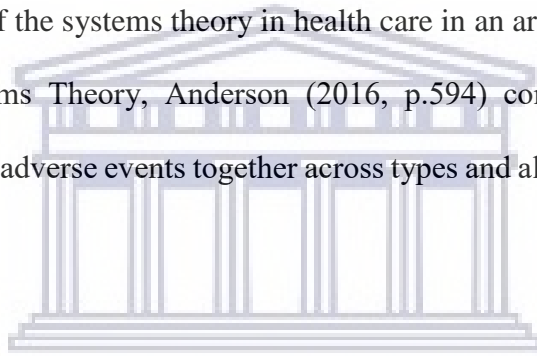 f the systems theory in health care in an ar
ms Theory, Anderson (2016, p.594) cor
adverse events together across types and al